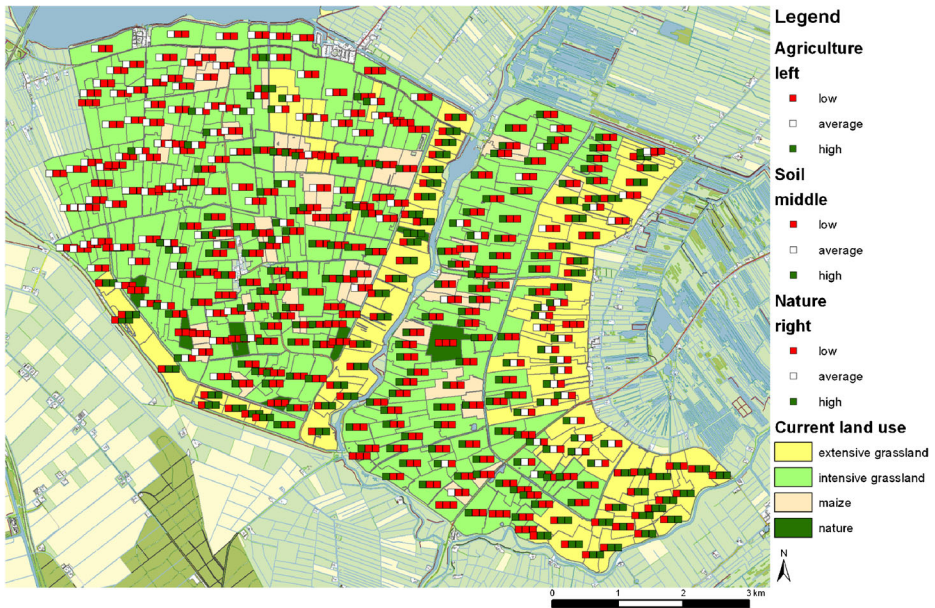 Legend
Agriculture
left
low
average
high
Soil
middle
low
average
high
Nature
right
low
average
high
Current land use
extensive grassland
intensive grassland
maize
nature
N
0 1 2 3 km